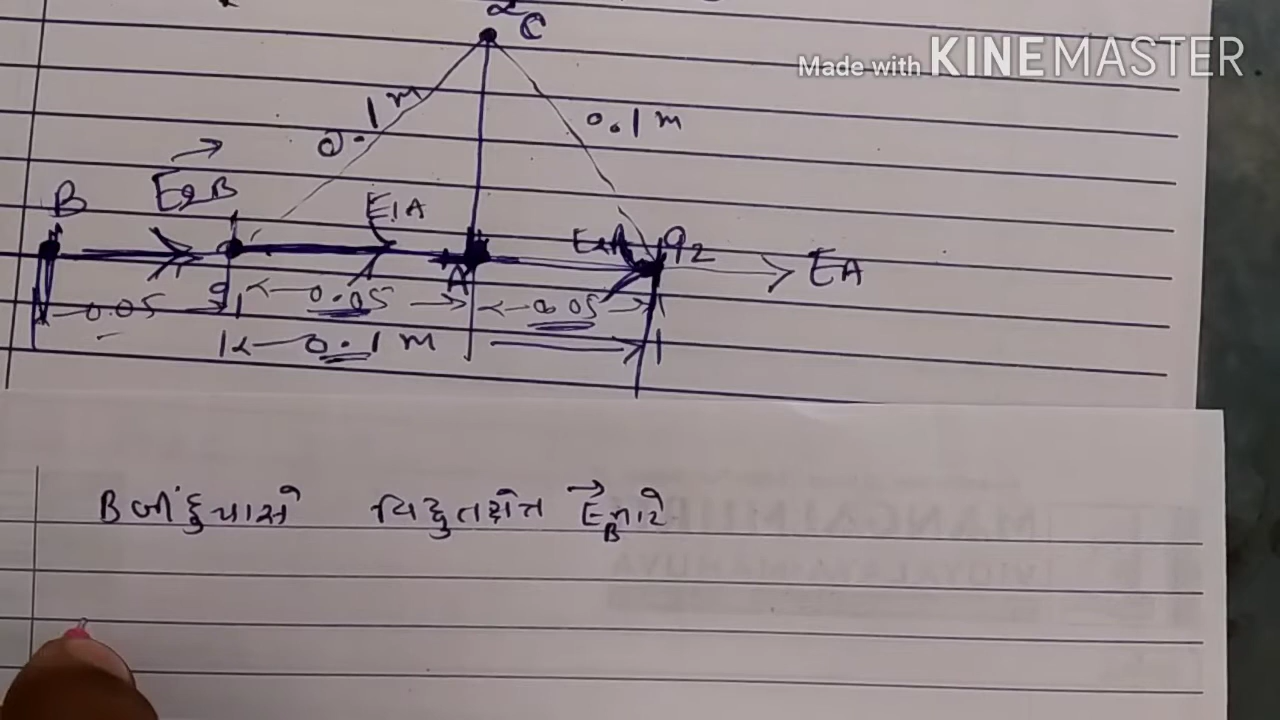 C
Made with KINEMASTER
0.1 m
0.1 m
E2B
B
E1A
E2A
q2
EA
A
q1
0.05
0.05
0.05
0.1 m
B બીંદુ પાસે વિદ્યુતક્ષેત્ર E B માટે